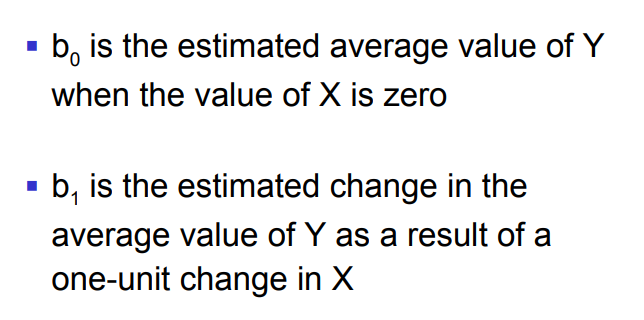 ▪ b₀ is the estimated average value of Y
when the value of X is zero
▪ b₁ is the estimated change in the
average value of Y as a result of a
one-unit change in X